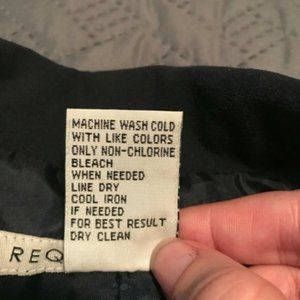 MACHINE WASH COLD
WITH LIKE COLORS
ONLY NON-CHLORINE
BLEACH
WHEN NEEDED
LINE DRY
COOL IRON
IF NEEDED
FOR BEST RESULT
DRY CLEAN
REQ